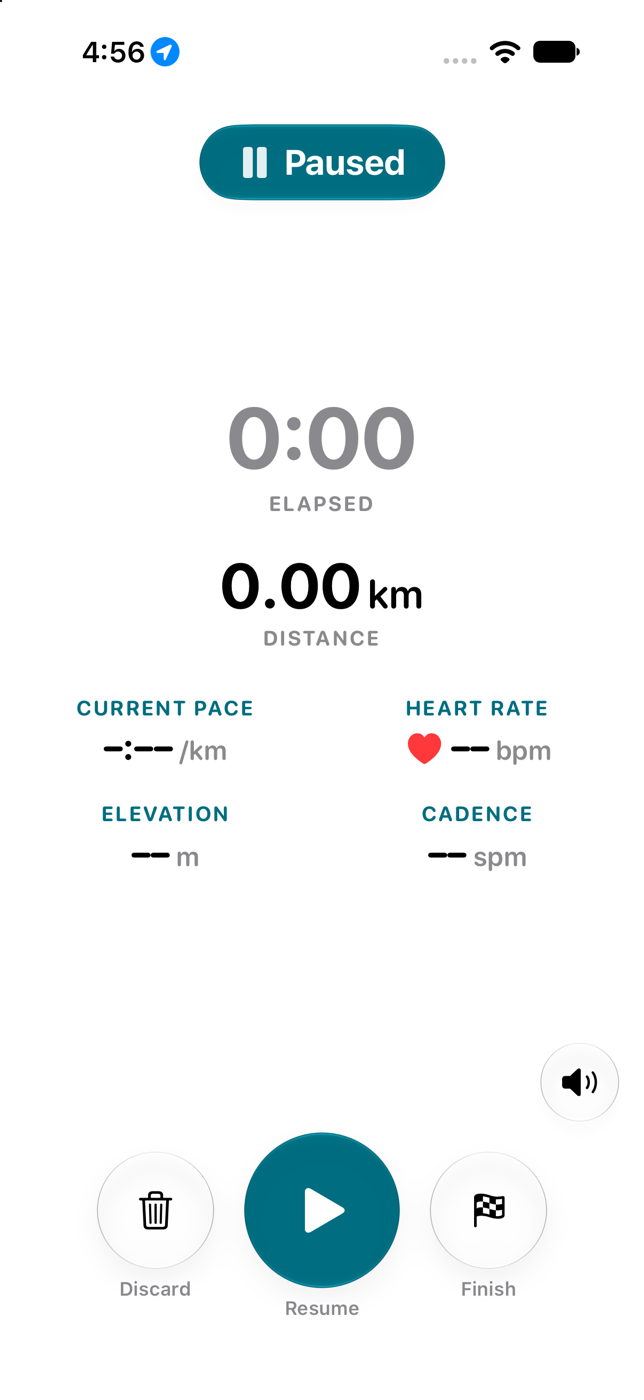 4:56
Paused
0:00
ELAPSED
0.00 km
DISTANCE
CURRENT PACE
HEART RATE
–:–– /km
–– bpm
ELEVATION
CADENCE
–– m
–– spm
Discard
Resume
Finish